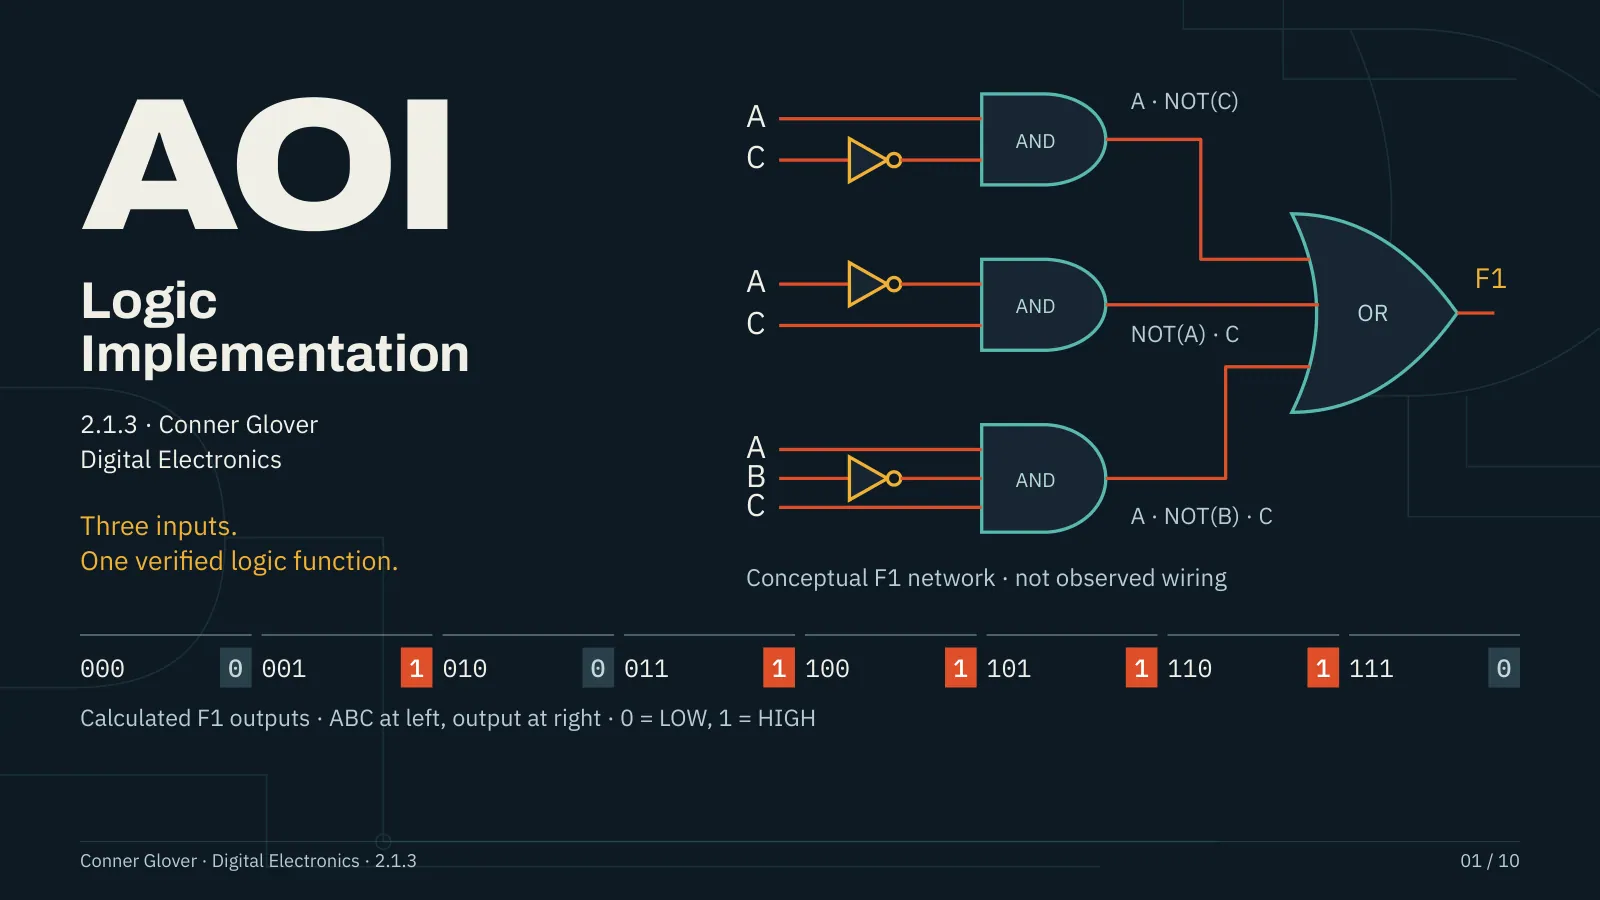 AOI
Logic
Implementation
2.1.3 · Conner Glover
Digital Electronics
Three inputs.
One verified logic function.
A
C
AND
A · NOT(C)
A
C
AND
NOT(A) · C
A
B
C
AND
A · NOT(B) · C
OR
F1
Conceptual F1 network · not observed wiring
000 0 001 1 010 0 011 1 100 1 101 1 110 1 111 0
Calculated F1 outputs · ABC at left, output at right · 0 = LOW, 1 = HIGH
Conner Glover · Digital Electronics · 2.1.3
01 / 10